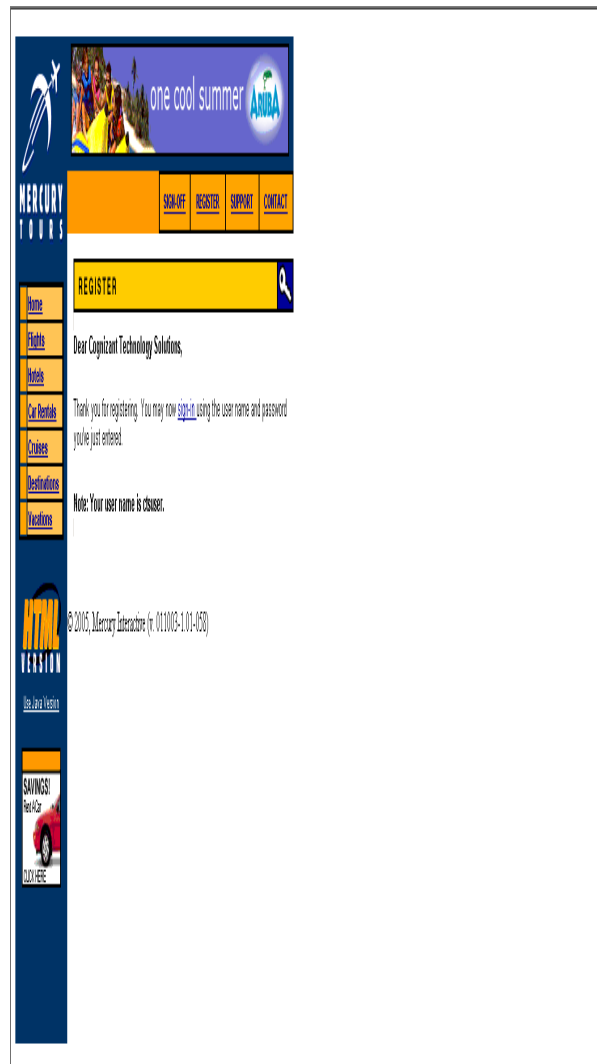 one cool summer ARUBA
MERCURY
TOURS
SIGN-OFF REGISTER SUPPORT CONTACT
REGISTER
Home
Flights
Hotels
Car Rentals
Cruises
Destinations
Vacations
Dear Cognizant Technology Solutions,
Thank you for registering. You may now sign-in using the user name and password
you've just entered.
Note: Your user name is ctsuser.
© 2005, Mercury Interactive (v. 011003-1.01-058)
HTML
VERSION
Use Java Version
SAVINGS!
Rent A Car
CLICK HERE